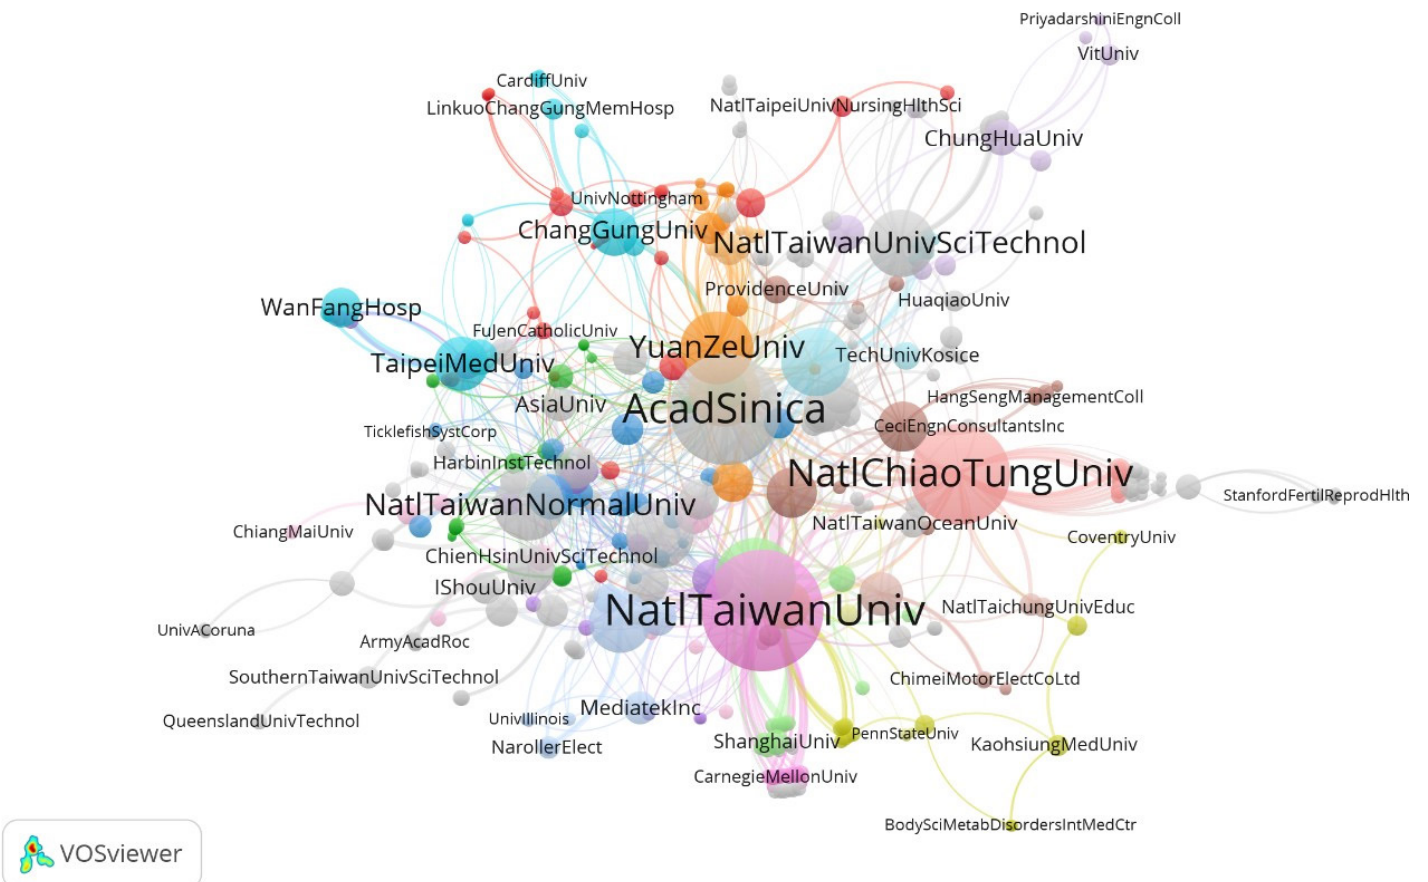 PriyadarshiniEngnColl
VitUniv
CardiffUniv
LinkuoChangGungMemHosp
NatlTaipeiUnivNursingHlthSci
ChungHuaUniv
UnivNottingham
ChangGungUniv
NatlTaiwanUnivSciTechnol
ProvidenceUniv
HuaqiaoUniv
WanFangHosp
FuJenCatholicUniv
YuanZeUniv
TechUnivKosice
TaipeiMedUniv
HangSengManagementColl
AsiaUniv
AcadSinica
CeciEngnConsultantsInc
TicklefishSystCorp
HarbinInstTechnol
NatlChiaoTungUniv
StanfordFertilReprodHlth
NatlTaiwanNormalUniv
NatlTaiwanOceanUniv
ChiangMaiUniv
CoventryUniv
ChienHsinUnivSciTechnol
IShouUniv
NatlTaiwanUniv
NatlTaichungUnivEduc
UnivACoruna
ArmyAcadRoc
SouthernTaiwanUnivSciTechnol
ChimeiMotorElectCoLtd
MediatekInc
UnivIllinois
QueenslandUnivTechnol
PennStateUniv
ShanghaiUniv
KaohsiungMedUniv
NarollerElect
CarnegieMellonUniv
BodySciMetabDisordersIntMedCtr
VOSviewer